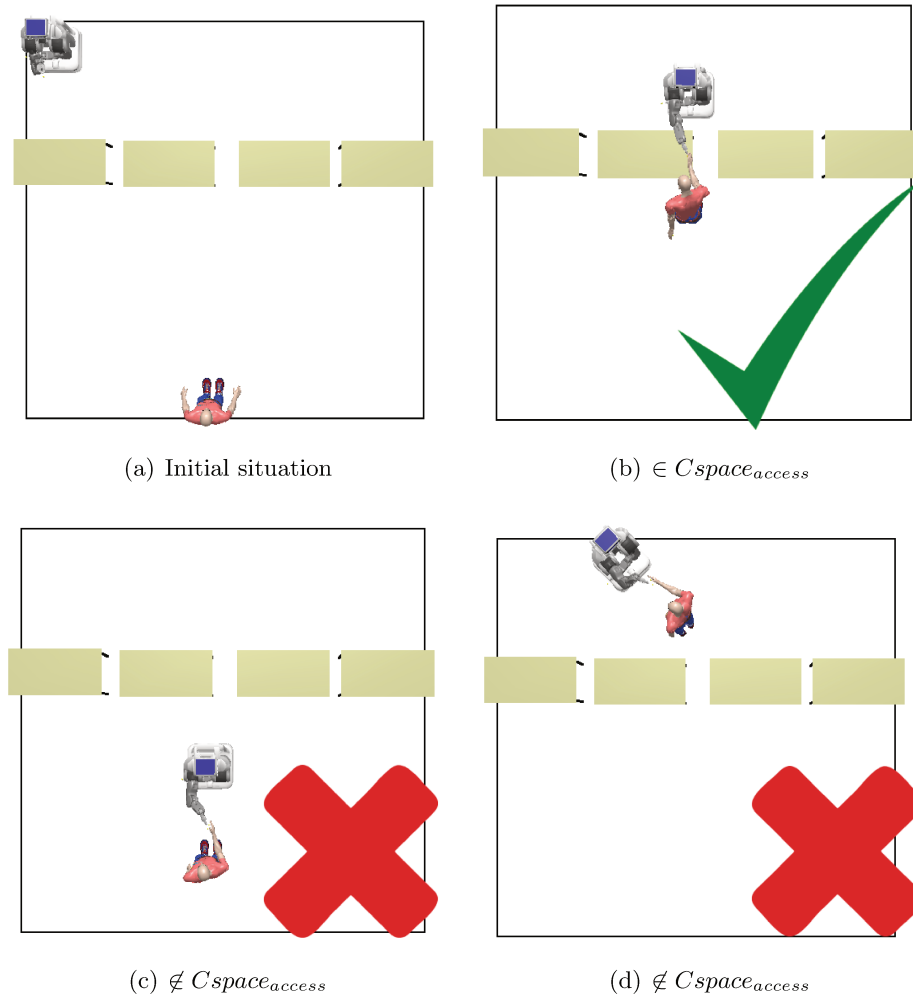 (a) Initial situation
(b) ∈ Cspace_access
(c) ∉ Cspace_access
(d) ∉ Cspace_access